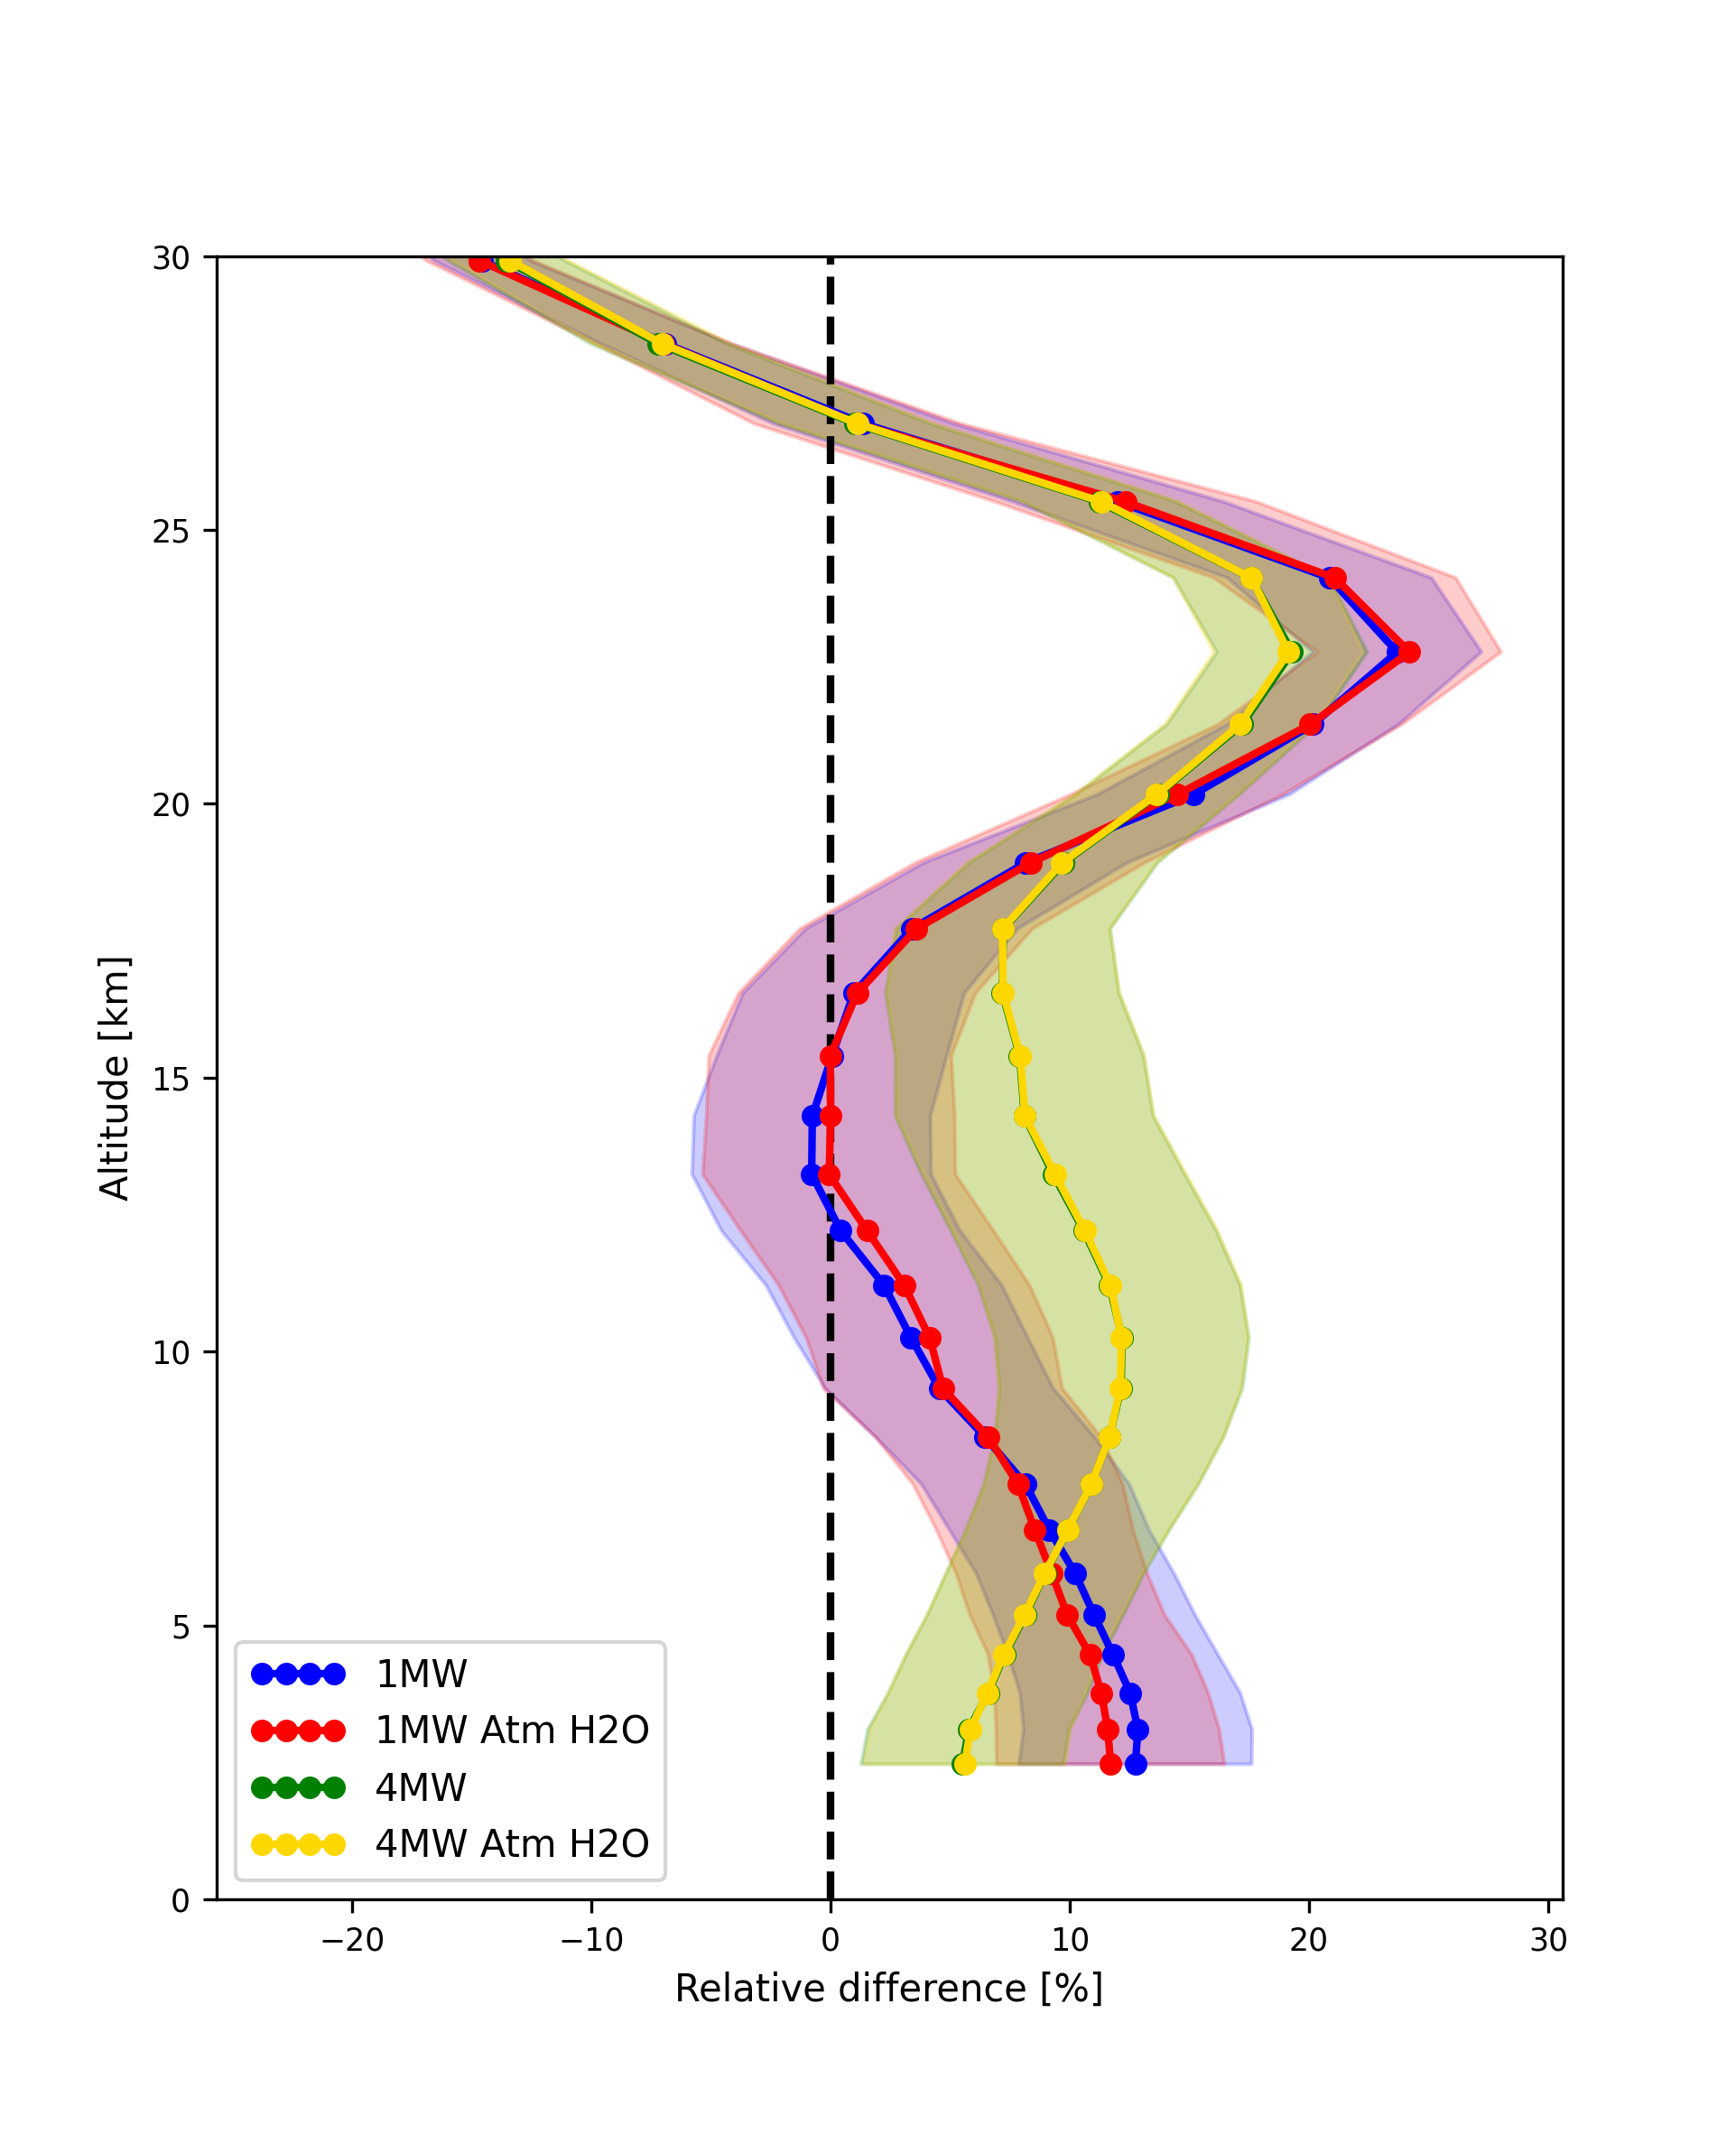 30
25
20
15
10
5
0
Altitude [km]
1MW
1MW Atm H2O
4MW
4MW Atm H2O
−20 −10 0 10 20 30
Relative difference [%]